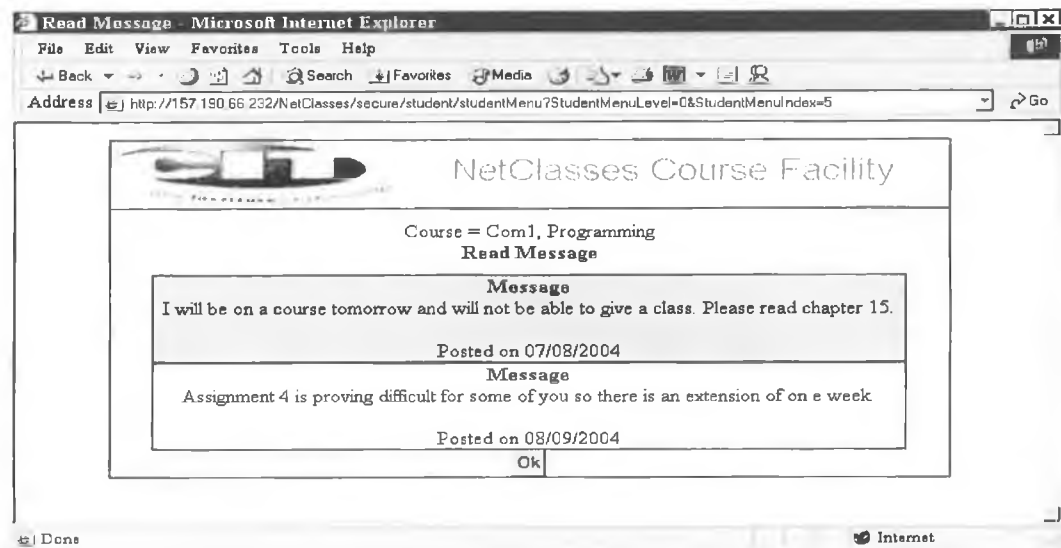 Read Message - Microsoft Internet Explorer
File Edit View Favorites Tools Help
Back Search Favorites Media
Address http://157.190.66.232/NetClasses/secure/student/studentMenu?StudentMenuLevel=0&StudentMenuIndex=5 Go
NetClasses Course Facility
Course = Com1, Programming
Read Message
Message
I will be on a course tomorrow and will not be able to give a class. Please read chapter 15.
Posted on 07/08/2004
Message
Assignment 4 is proving difficult for some of you so there is an extension of on e week
Posted on 08/09/2004
Ok
Done Internet